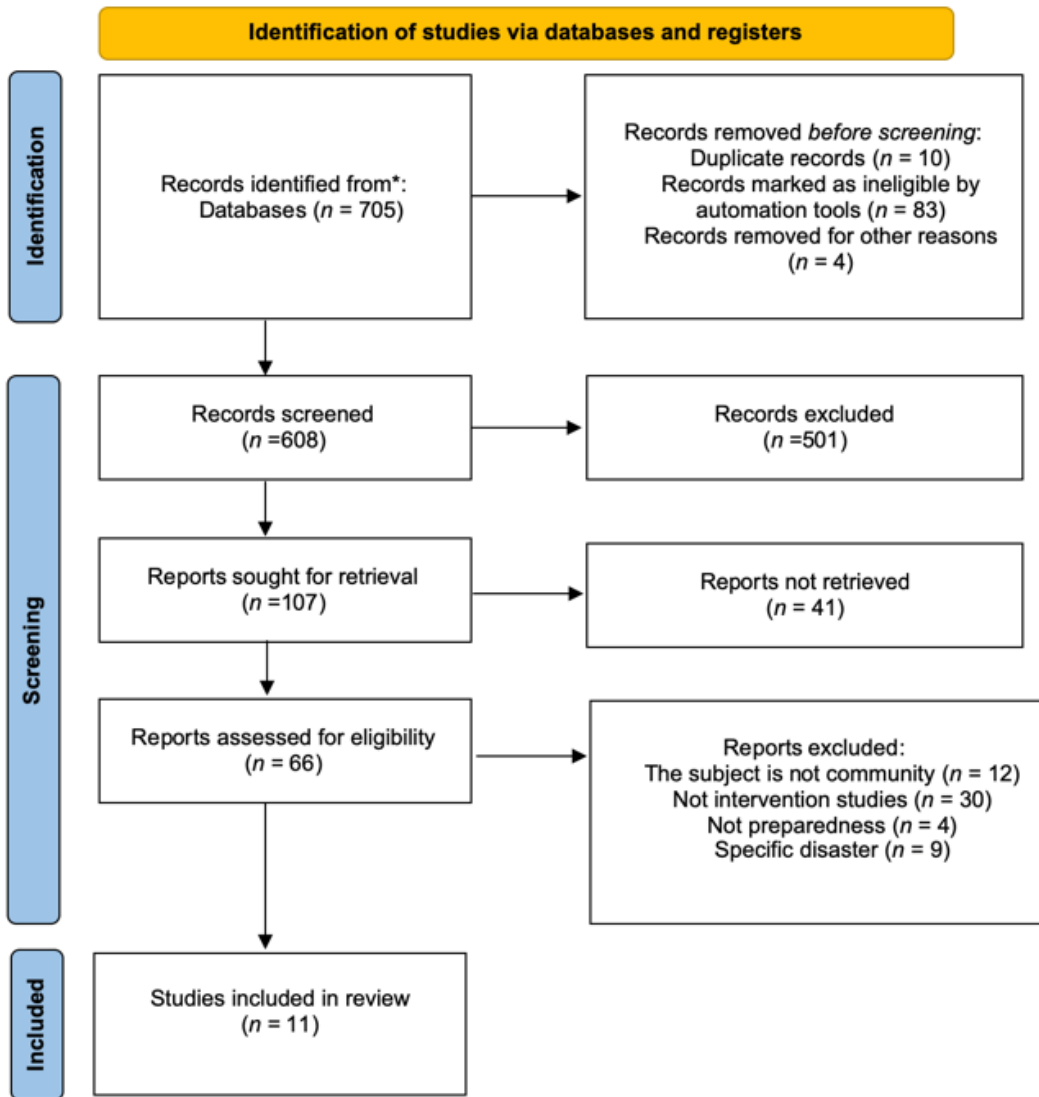 Identification of studies via databases and registers
Identification
Records identified from*:
Databases (n = 705)
Records removed before screening:
Duplicate records (n = 10)
Records marked as ineligible by
automation tools (n = 83)
Records removed for other reasons
(n = 4)
Screening
Records screened
(n =608)
Records excluded
(n =501)
Reports sought for retrieval
(n =107)
Reports not retrieved
(n = 41)
Reports assessed for eligibility
(n = 66)
Reports excluded:
The subject is not community (n = 12)
Not intervention studies (n = 30)
Not preparedness (n = 4)
Specific disaster (n = 9)
Included
Studies included in review
(n = 11)